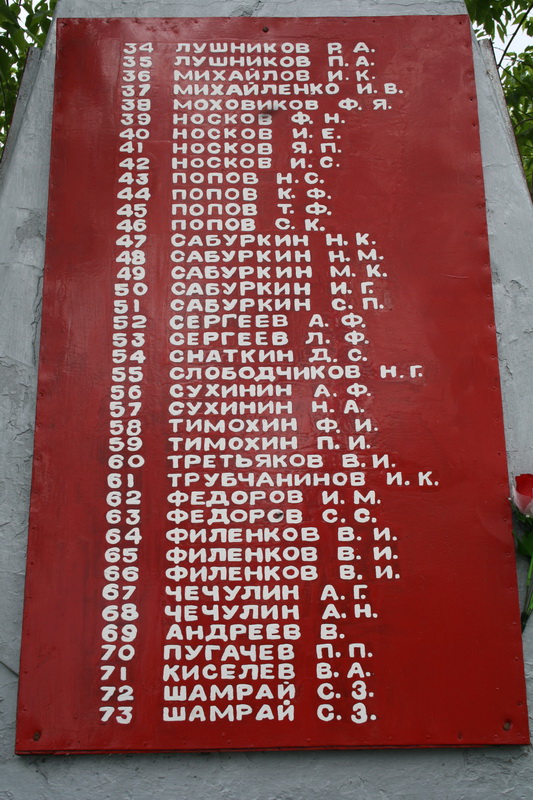 34 ЛУШНИКОВ Р. А.
35 ЛУШНИКОВ П. А.
36 МИХАЙЛОВ И. К.
37 МИХАЙЛЕНКО И. В.
38 МОХОВИКОВ Ф. Я.
39 НОСКОВ Ф. Н.
40 НОСКОВ И. Е.
41 НОСКОВ Я. П.
42 НОСКОВ И. С.
43 ПОПОВ Н. С.
44 ПОПОВ К. Ф.
45 ПОПОВ Т. Ф.
46 ПОПОВ С. К.
47 САБУРКИН Н. К.
48 САБУРКИН Н. М.
49 САБУРКИН М. К.
50 САБУРКИН И. Г.
51 САБУРКИН С. П.
52 СЕРГЕЕВ А. Ф.
53 СЕРГЕЕВ Л. Ф.
54 СНАТКИН Д. С.
55 СЛОБОДЧИКОВ Н. Г.
56 СУХИНИН А. Ф.
57 СУХИНИН Н. А.
58 ТИМОХИН Ф. И.
59 ТИМОХИН П. И.
60 ТРЕТЬЯКОВ В. И.
61 ТРУБЧАНИНОВ И. К.
62 ФЕДОРОВ И. М.
63 ФЕДОРОВ С. С.
64 ФИЛЕНКОВ В. И.
65 ФИЛЕНКОВ В. И.
66 ФИЛЕНКОВ В. И.
67 ЧЕЧУЛИН А. Г.
68 ЧЕЧУЛИН А. Н.
69 АНДРЕЕВ В.
70 ПУГАЧЕВ П. П.
71 КИСЕЛЕВ В. А.
72 ШАМРАЙ С. З.
73 ШАМРАЙ С. З.